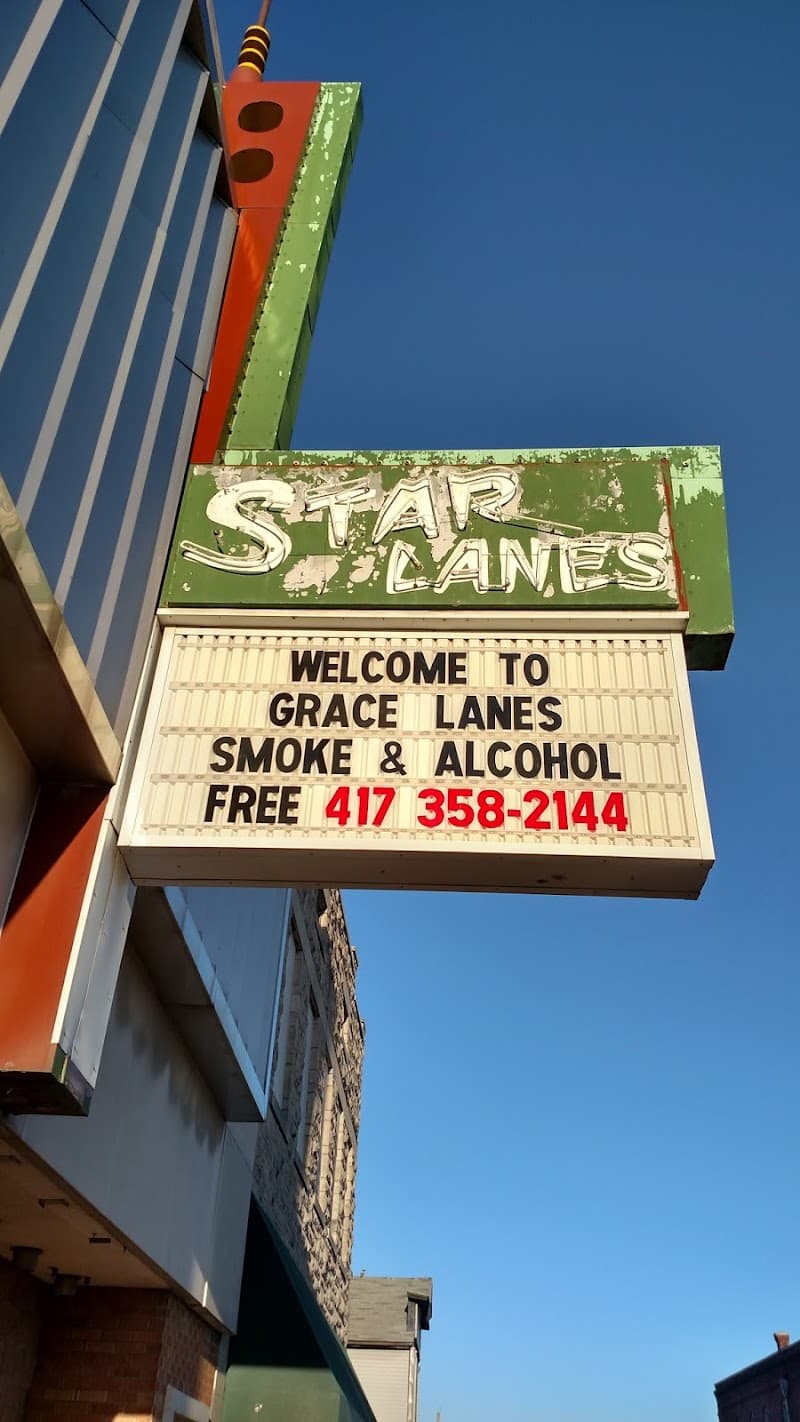 STAR
LANES
WELCOME TO
GRACE LANES
SMOKE & ALCOHOL
FREE 417 358-2144